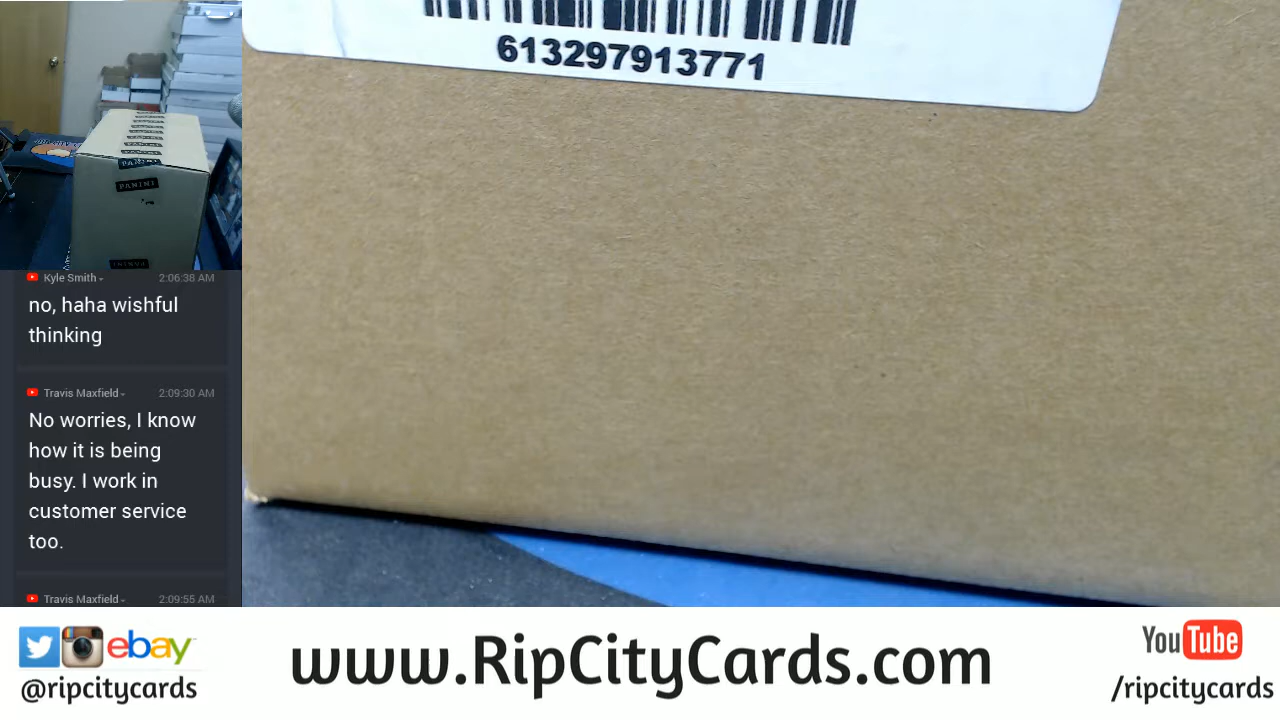 613297913771
PANINI
PANINI
PANINI
Kyle Smith 2:06:38 AM
no, haha wishful
thinking
Travis Maxfield 2:09:30 AM
No worries, I know
how it is being
busy. I work in
customer service
too.
Travis Maxfield 2:09:55 AM
ebay
@ripcitycards
www.RipCityCards.com
YouTube
/ripcitycards